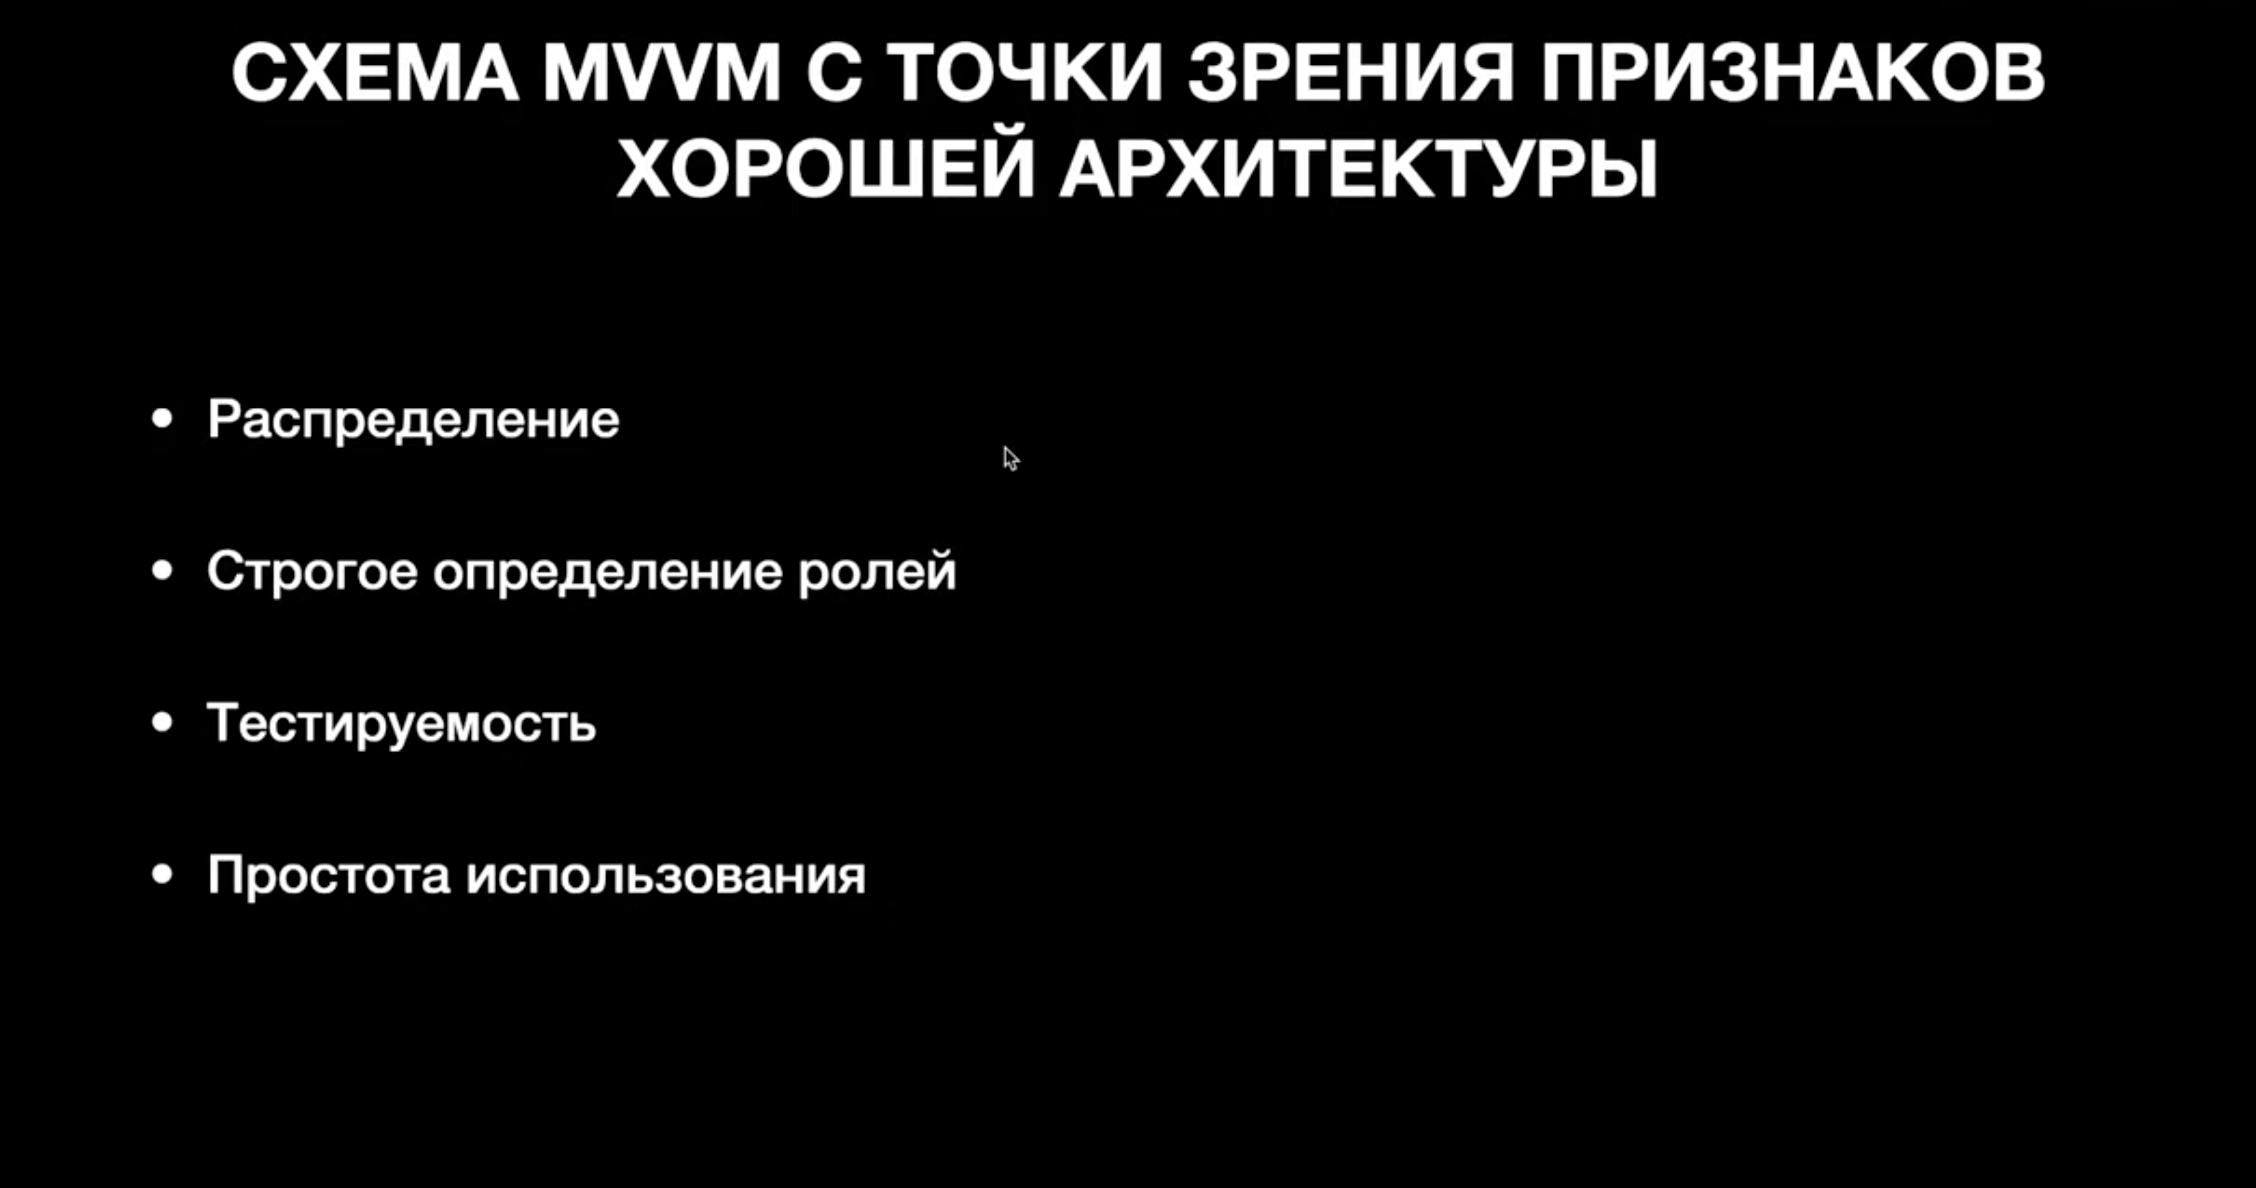 СХЕМА MVVM С ТОЧКИ ЗРЕНИЯ ПРИЗНАКОВ
ХОРОШЕЙ АРХИТЕКТУРЫ
• Распределение
• Строгое определение ролей
• Тестируемость
• Простота использования